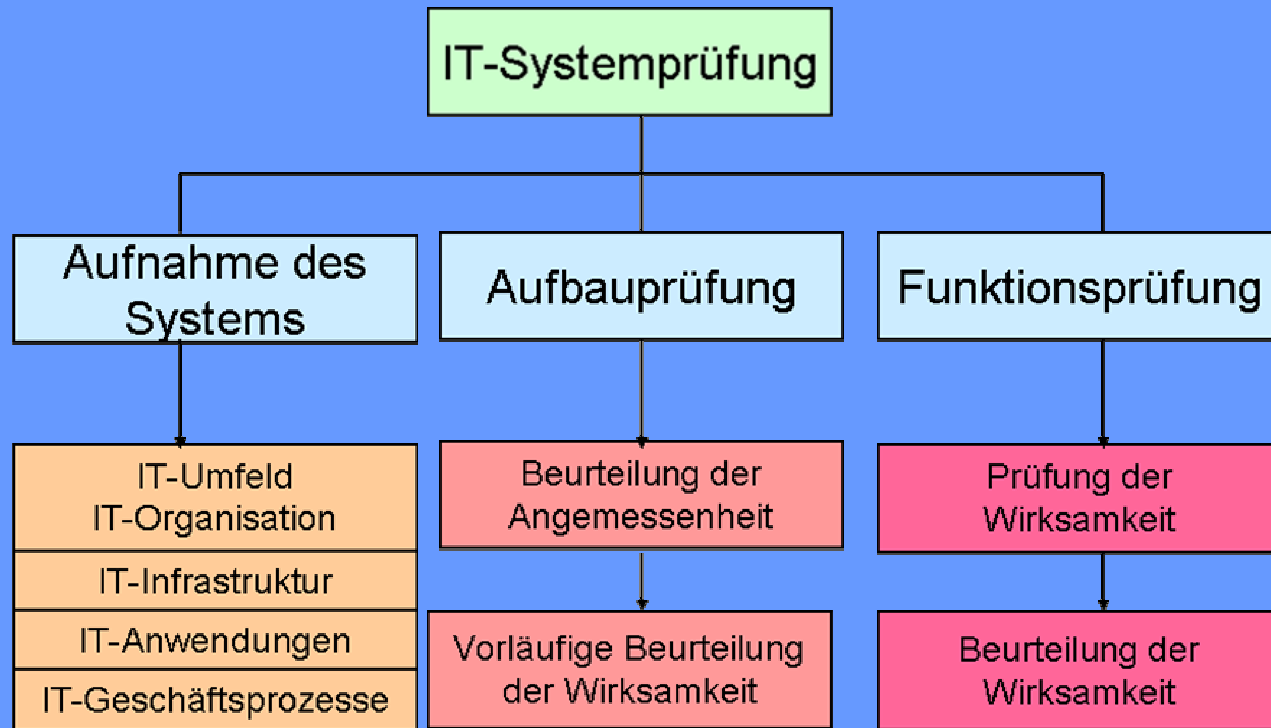 IT-Systemprüfung
Aufnahme des
Systems
Aufbauprüfung
Funktionsprüfung
IT-Umfeld
IT-Organisation
IT-Infrastruktur
IT-Anwendungen
IT-Geschäftsprozesse
Beurteilung der
Angemessenheit
Vorläufige Beurteilung
der Wirksamkeit
Prüfung der
Wirksamkeit
Beurteilung der
Wirksamkeit